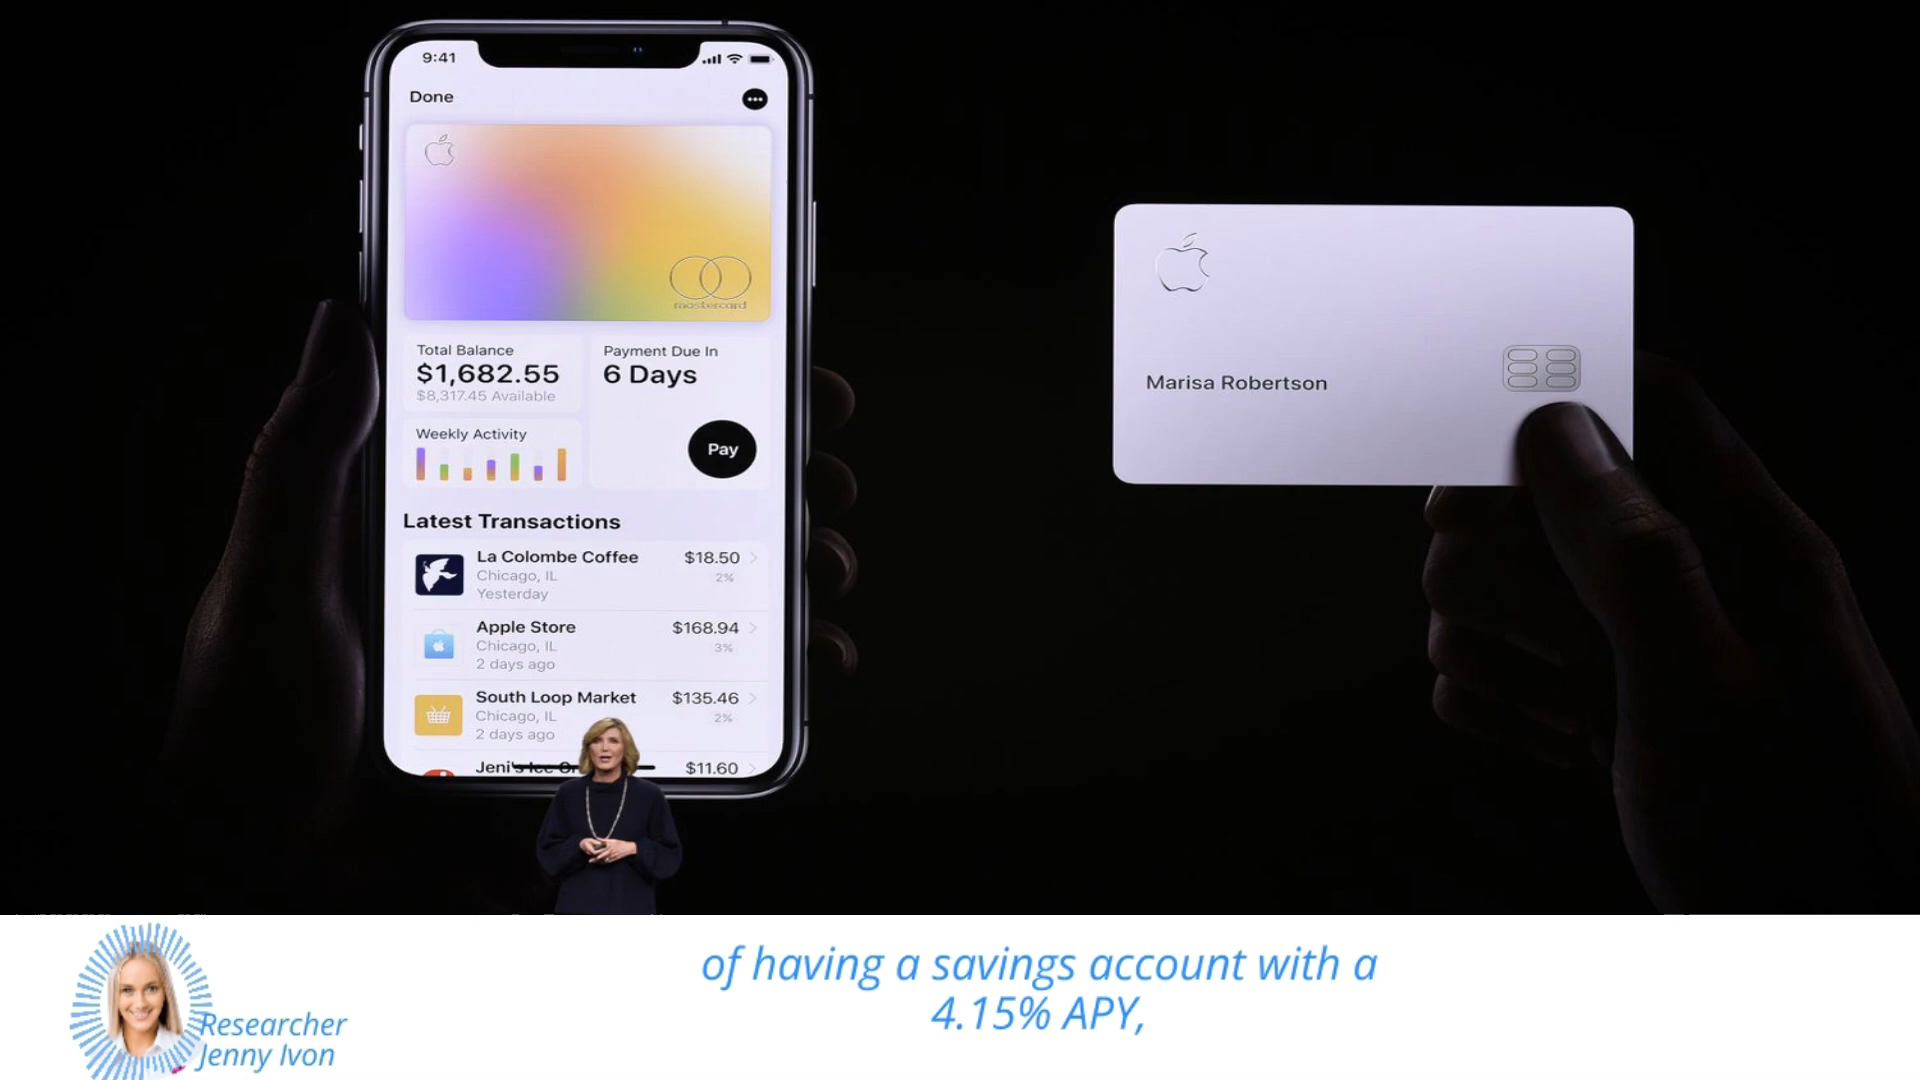 9:41
Done
mastercard
Total Balance
$1,682.55
$8,317.45 Available
Payment Due In
6 Days
Pay
Weekly Activity
Latest Transactions
La Colombe Coffee
$18.50
Chicago, IL
2%
Yesterday
Apple Store
$168.94
Chicago, IL
3%
2 days ago
South Loop Market
$135.46
Chicago, IL
2%
2 days ago
Jeni's Ice
$11.60
Marisa Robertson
of having a savings account with a
4.15% APY,
Researcher
Jenny Ivon